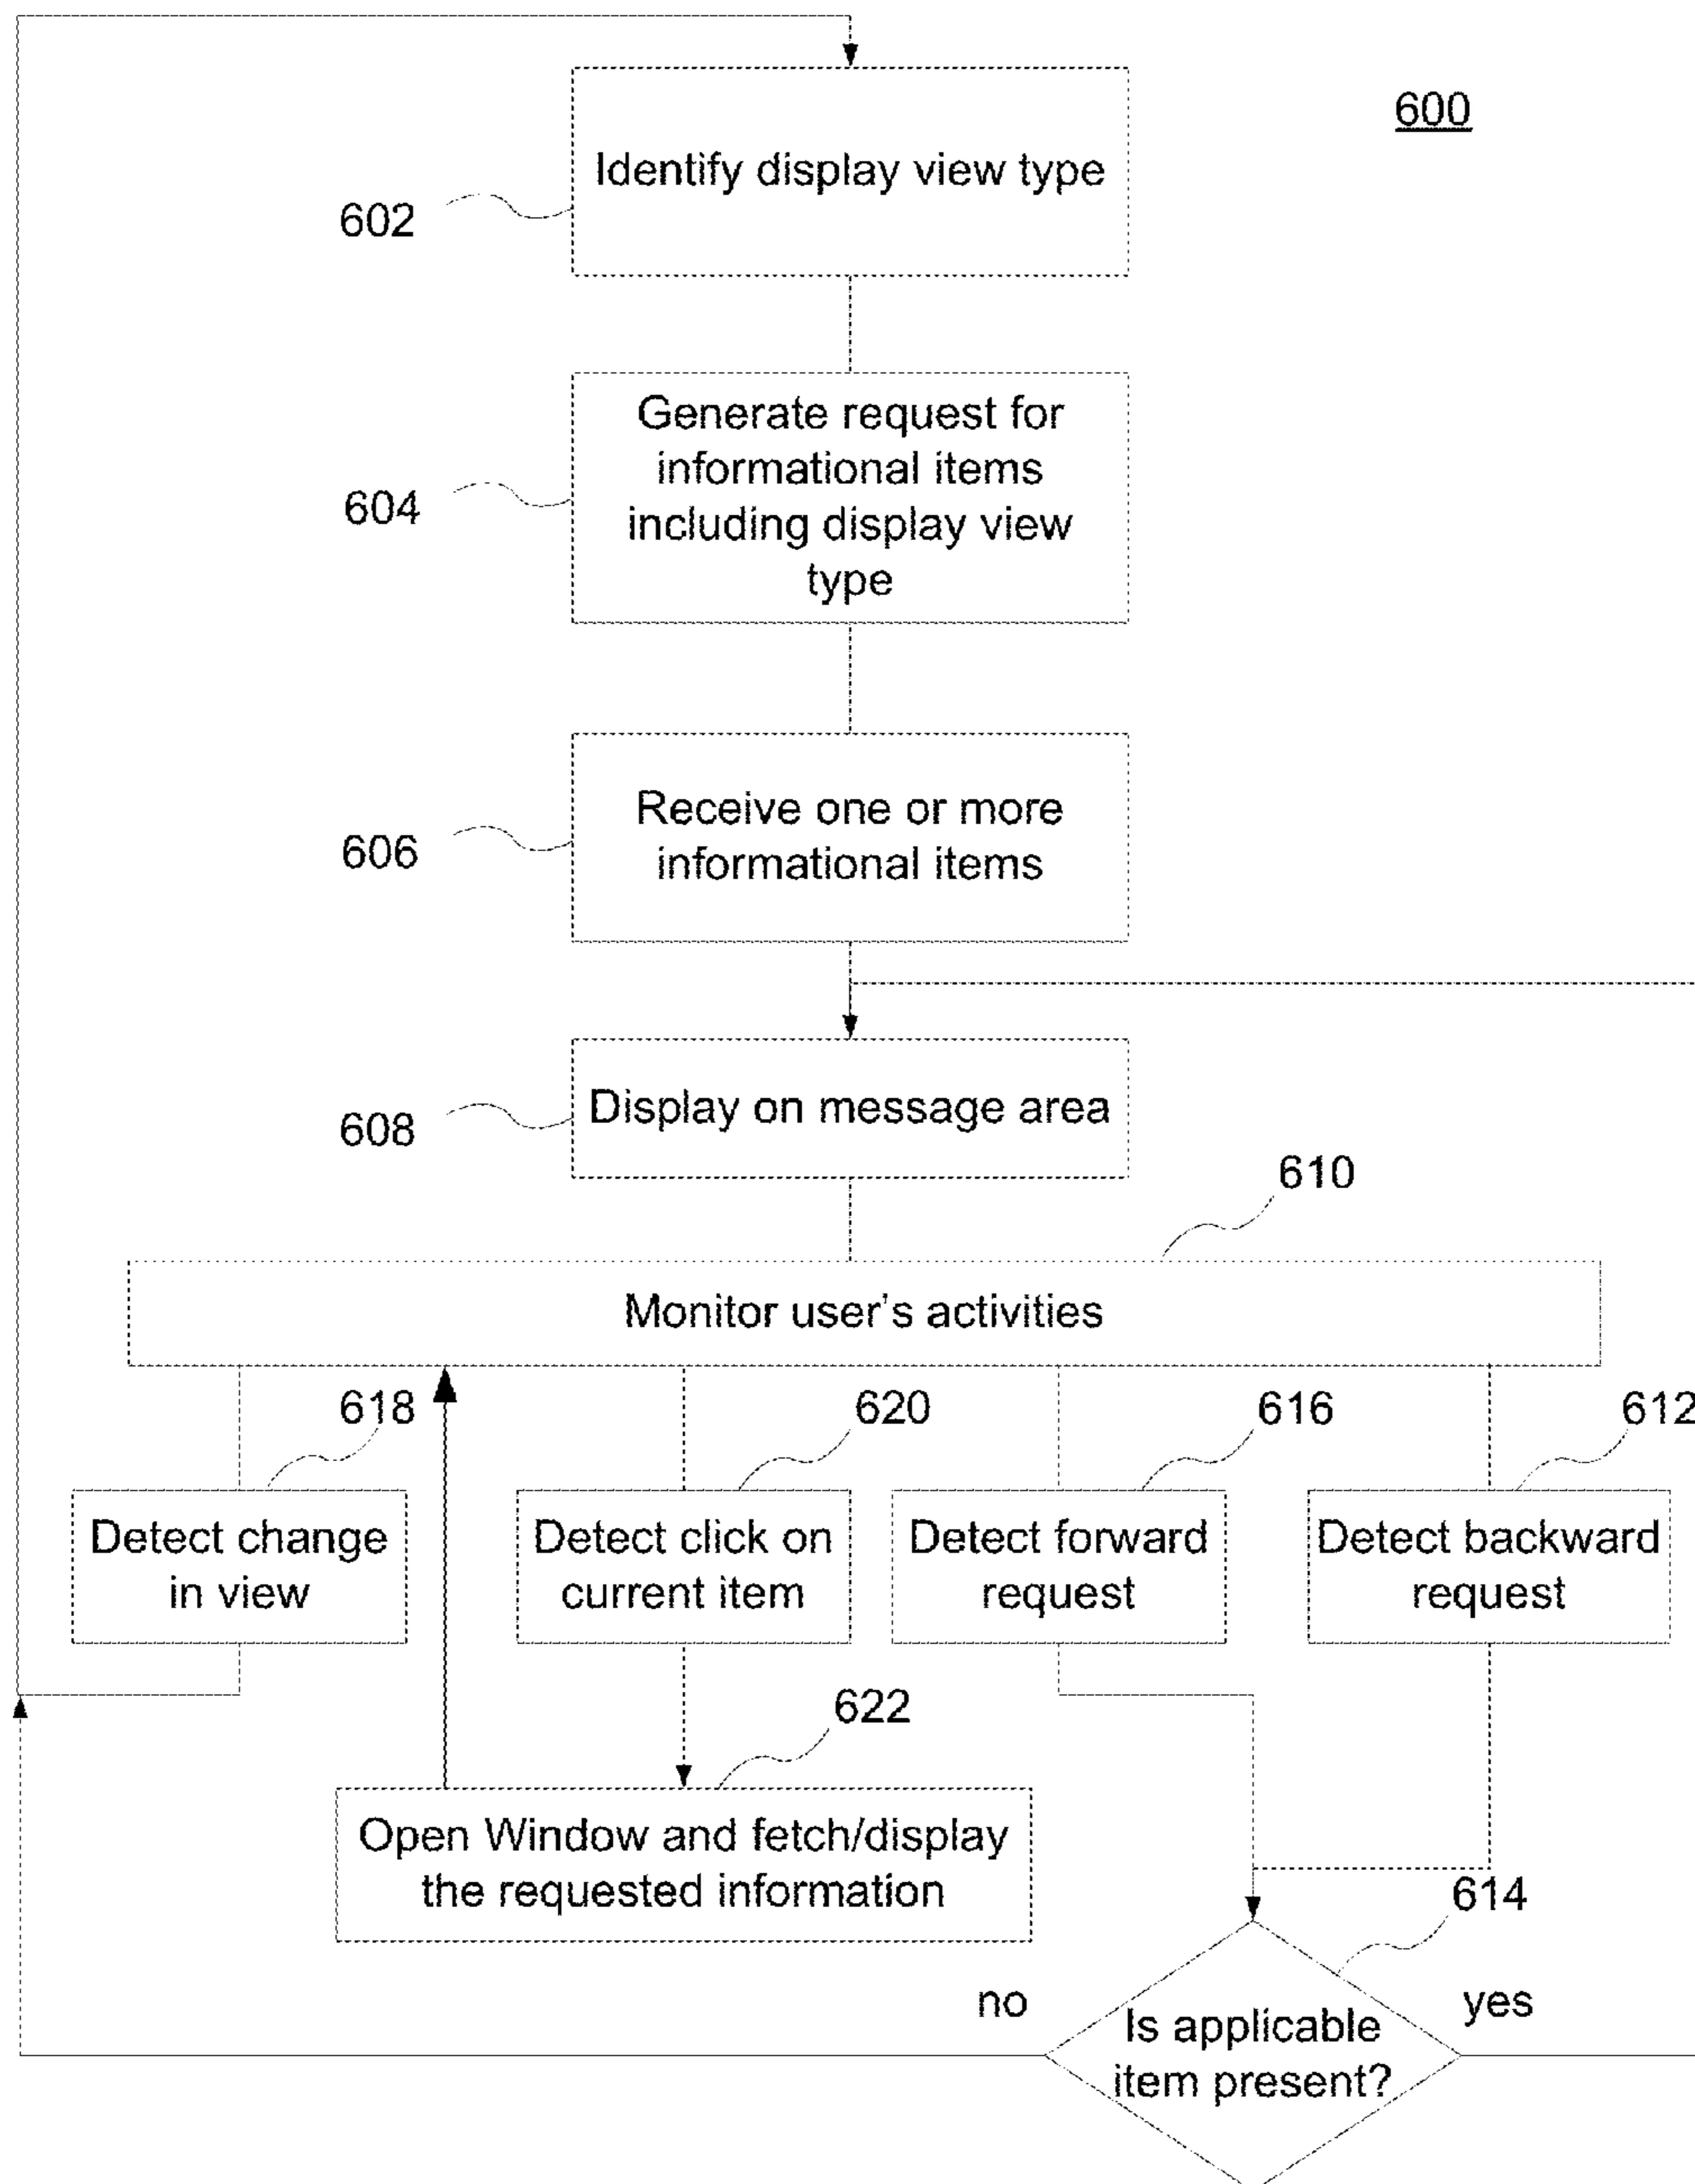 600
Identify display view type
602
Generate request for
informational items
including display view
type
604
Receive one or more
informational items
606
Display on message area
608
610
Monitor user's activities
618
620
616
612
Detect change
in view
Detect click on
current item
Detect forward
request
Detect backward
request
622
Open Window and fetch/display
the requested information
614
no
yes
Is applicable
item present?